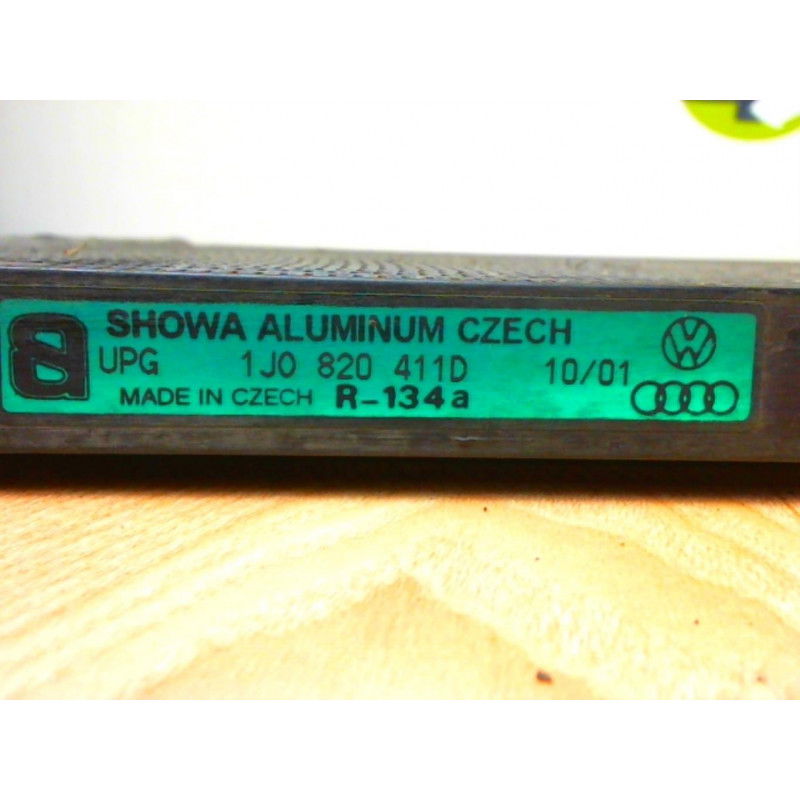 SHOWA ALUMINUM CZECH
UPG 1J0 820 411D 10/01
MADE IN CZECH R-134a